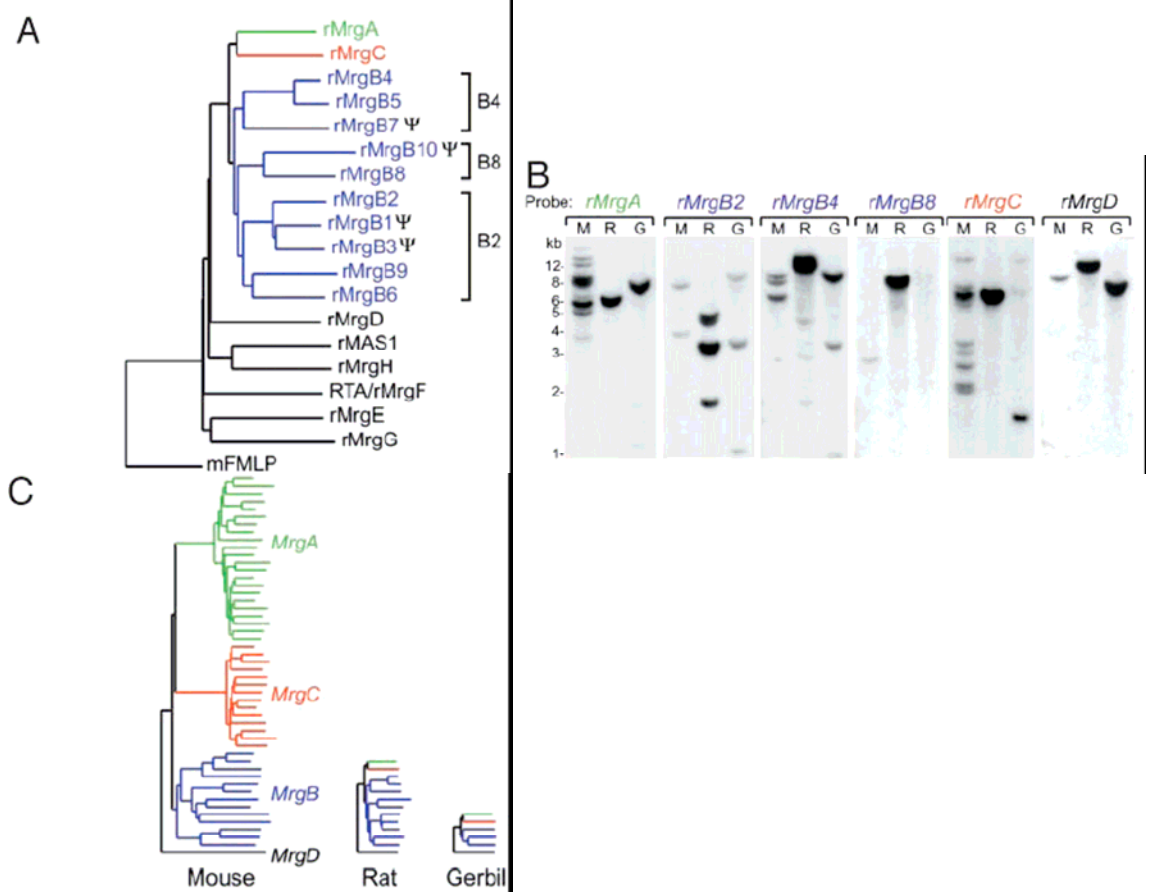 A
rMrgA
rMrgC
rMrgB4
rMrgB5
B4
rMrgB7 Ψ
rMrgB10 Ψ
B8
rMrgB8
rMrgB2
rMrgB1 Ψ
rMrgB3 Ψ
B2
rMrgB9
rMrgB6
rMrgD
rMAS1
rMrgH
RTA/rMrgF
rMrgE
rMrgG
mFMLP
B
Probe: rMrgA rMrgB2 rMrgB4 rMrgB8 rMrgC rMrgD
M R G M R G M R G M R G M R G M R G
kb
12-
8-
6-
5-
4-
3-
2-
1-
C
MrgA
MrgC
MrgB
MrgD
Mouse Rat Gerbil